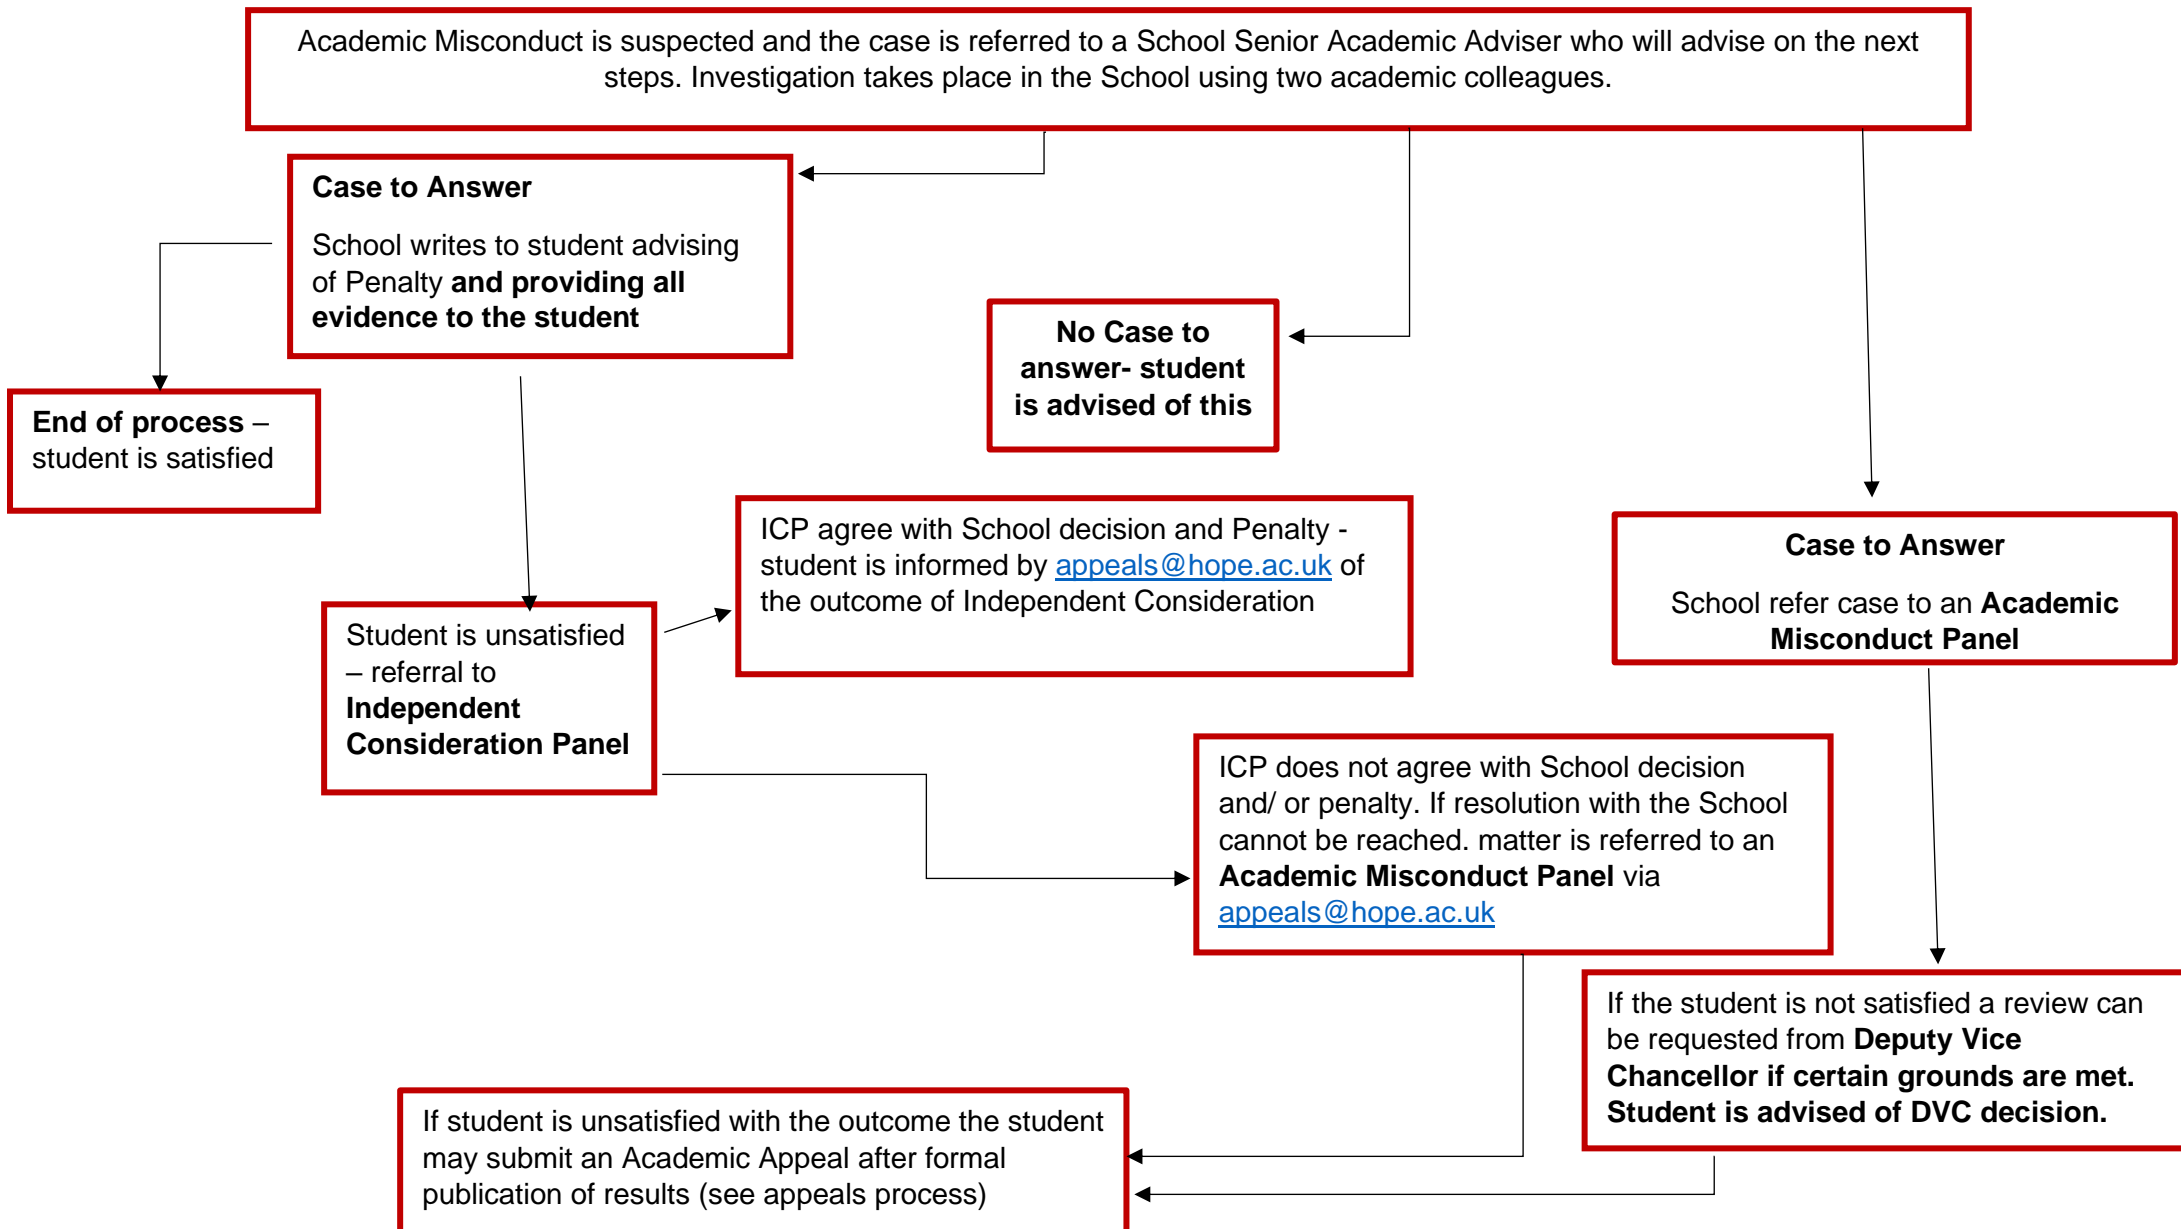 Academic Misconduct is suspected and the case is referred to a School Senior Academic Adviser who will advise on the next
steps. Investigation takes place in the School using two academic colleagues.
Case to Answer
School writes to student advising
of Penalty and providing all
evidence to the student
No Case to
answer- student
is advised of this
End of process –
student is satisfied
ICP agree with School decision and Penalty -
student is informed by appeals@hope.ac.uk of
the outcome of Independent Consideration
Case to Answer
School refer case to an Academic
Misconduct Panel
Student is unsatisfied
– referral to
Independent
Consideration Panel
ICP does not agree with School decision
and/ or penalty. If resolution with the School
cannot be reached. matter is referred to an
Academic Misconduct Panel via
appeals@hope.ac.uk
If the student is not satisfied a review can
be requested from Deputy Vice
Chancellor if certain grounds are met.
Student is advised of DVC decision.
If student is unsatisfied with the outcome the student
may submit an Academic Appeal after formal
publication of results (see appeals process)